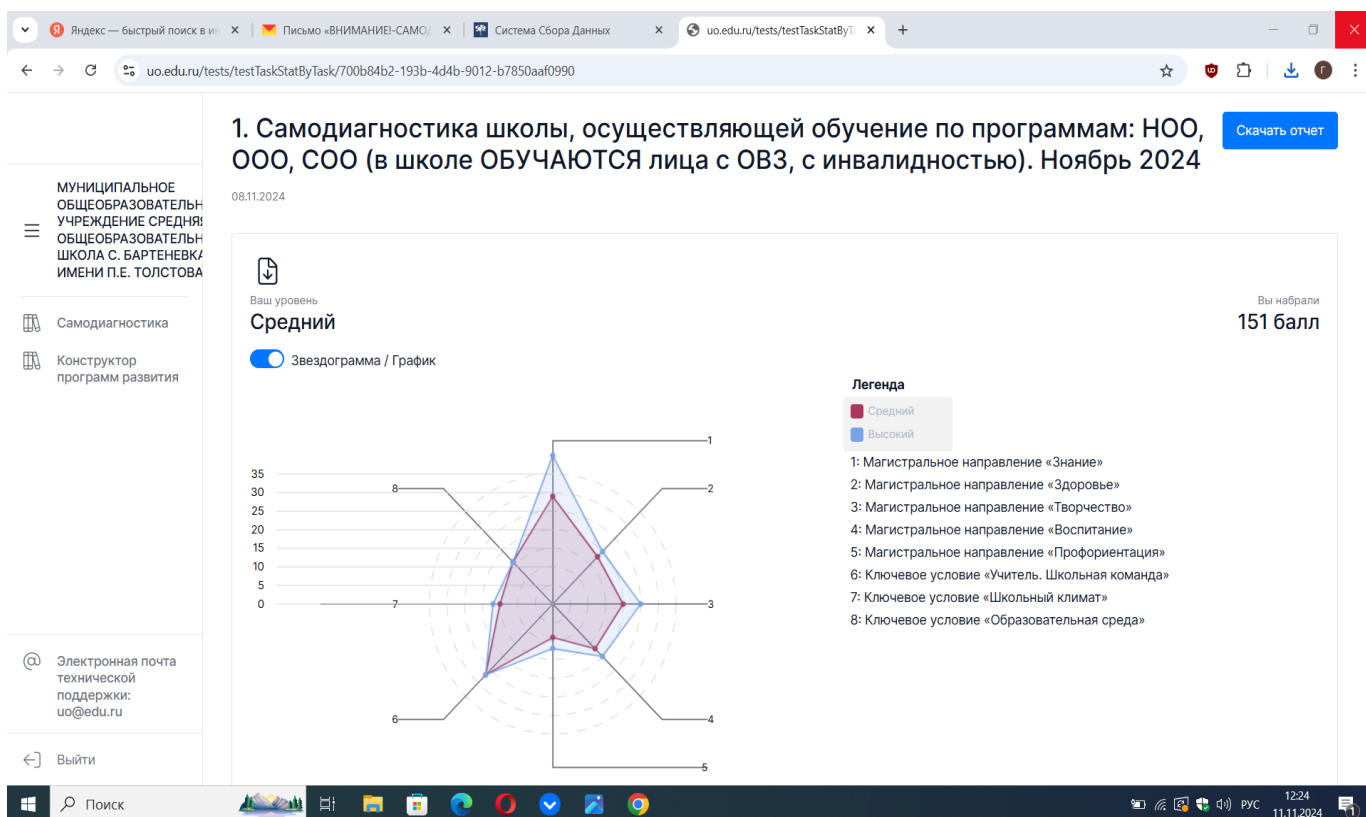 Яндекс — быстрый поиск в ин
Письмо «ВНИМАНИЕ!-САМОД
Система Сбора Данных
uo.edu.ru/tests/testTaskStatByTa
uo.edu.ru/tests/testTaskStatByTask/700b84b2-193b-4d4b-9012-b7850aaf0990
Г
1. Самодиагностика школы, осуществляющей обучение по программам: НОО,
ООО, СОО (в школе ОБУЧАЮТСЯ лица с ОВЗ, с инвалидностью). Ноябрь 2024
Скачать отчет
08.11.2024
МУНИЦИПАЛЬНОЕ
ОБЩЕОБРАЗОВАТЕЛЬН
УЧРЕЖДЕНИЕ СРЕДНЯЯ
ОБЩЕОБРАЗОВАТЕЛЬН
ШКОЛА С. БАРТЕНЕВКА
ИМЕНИ П.Е. ТОЛСТОВА
Самодиагностика
Конструктор
программ развития
Электронная почта
технической
поддержки:
uo@edu.ru
Выйти
Ваш уровень
Средний
Вы набрали
151 балл
Звездограмма / График
35
30
25
20
15
10
5
0
1
2
3
4
5
6
7
8
Легенда
Средний
Высокий
1: Магистральное направление «Знание»
2: Магистральное направление «Здоровье»
3: Магистральное направление «Творчество»
4: Магистральное направление «Воспитание»
5: Магистральное направление «Профориентация»
6: Ключевое условие «Учитель. Школьная команда»
7: Ключевое условие «Школьный климат»
8: Ключевое условие «Образовательная среда»
Поиск
РУС
12:24
11.11.2024
1